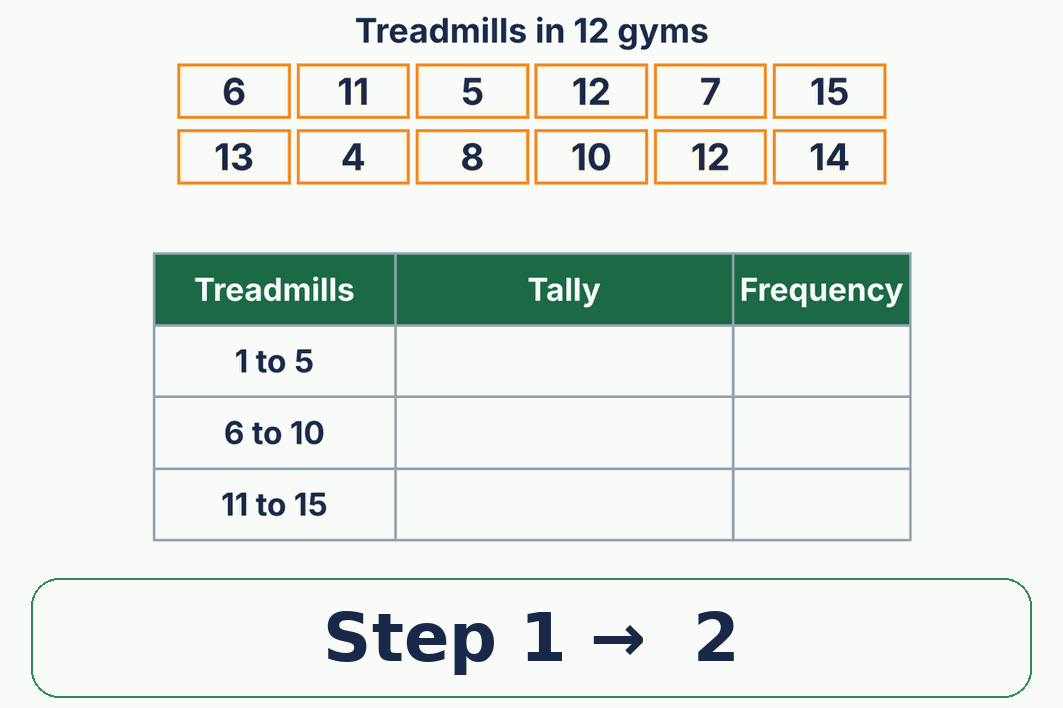 Treadmills in 12 gyms
6 11 5 12 7 15
13 4 8 10 12 14
Treadmills Tally Frequency
1 to 5
6 to 10
11 to 15
Step 1 → 2